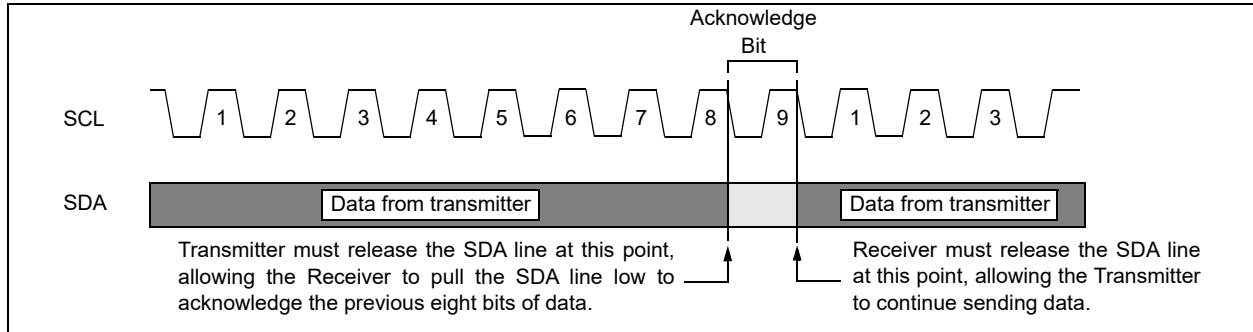 Acknowledge
Bit
SCL
1 2 3 4 5 6 7 8 9 1 2 3
SDA
Data from transmitter
Data from transmitter
Transmitter must release the SDA line at this point,
allowing the Receiver to pull the SDA line low to
acknowledge the previous eight bits of data.
Receiver must release the SDA line
at this point, allowing the Transmitter
to continue sending data.